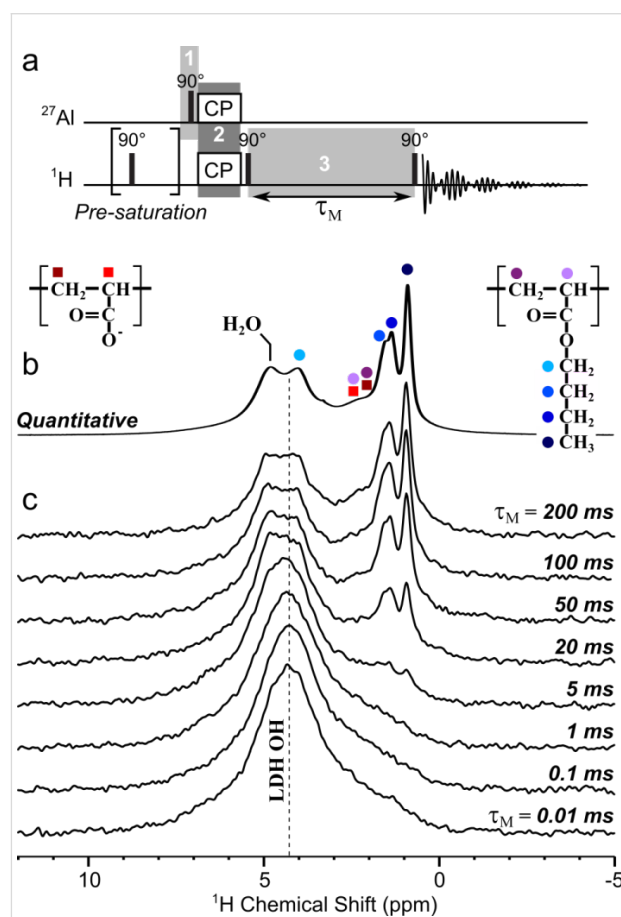 a
1
90°
²⁷Al
CP
90°
2
90°
90°
¹H
CP
3
Pre-saturation
τM
CH₂
CH
O=C
O⁻
H₂O
CH₂
CH
C=O
O
CH₂
CH₂
CH₂
CH₃
b
Quantitative
c
τM = 200 ms
100 ms
50 ms
20 ms
5 ms
1 ms
0.1 ms
τM = 0.01 ms
LDH OH
10
5
0
-5
¹H Chemical Shift (ppm)